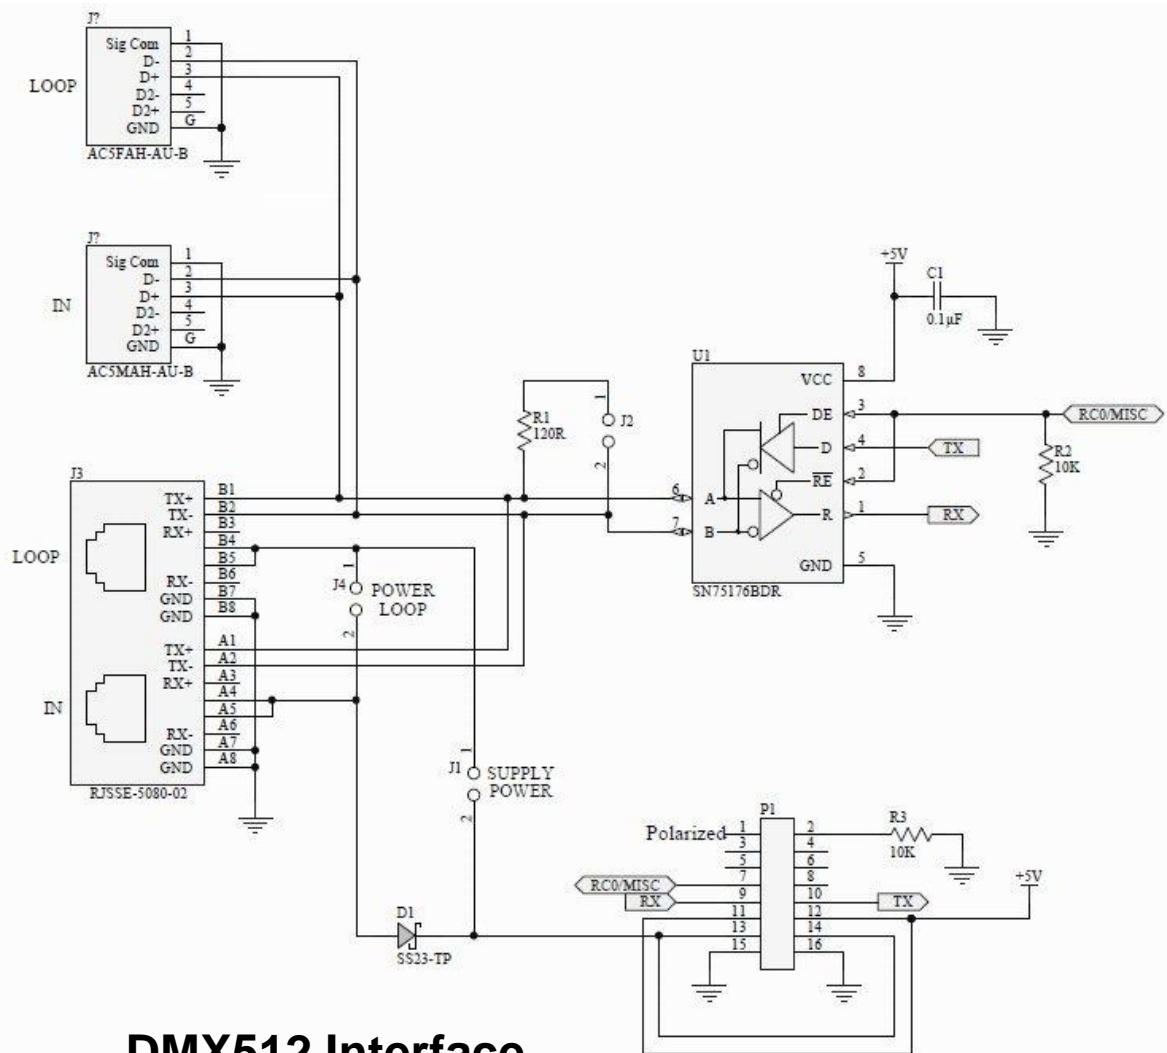 J?
Sig Com 1
D- 2
D+ 3
D2- 4
D2+ 5
GND G
LOOP
AC5FAH-AU-B
J?
Sig Com 1
D- 2
D+ 3
D2- 4
D2+ 5
GND G
IN
AC5MAH-AU-B
+5V
C1
0.1µF
U1
VCC 8
DE 3
RC0/MISC
D 4
TX
R2
10K
RE 2
A 6
B 7
R 1
RX
GND 5
SN75176BDR
R1
120R
1
J2
2
J3
TX+ B1
TX- B2
RX+ B3
B4
B5
RX- B6
GND B7
GND B8
LOOP
TX+ A1
TX- A2
RX+ A3
A4
A5
RX- A6
GND A7
GND A8
IN
RJSSE-5080-02
1
J4 POWER
LOOP
2
1
J1 SUPPLY
POWER
2
D1
SS23-TP
P1
Polarized 1 2
R3
10K
3 4
5 6
RC0/MISC 7 8
RX 9 10 TX
11 12
+5V
13 14
15 16
DMX512 Interface